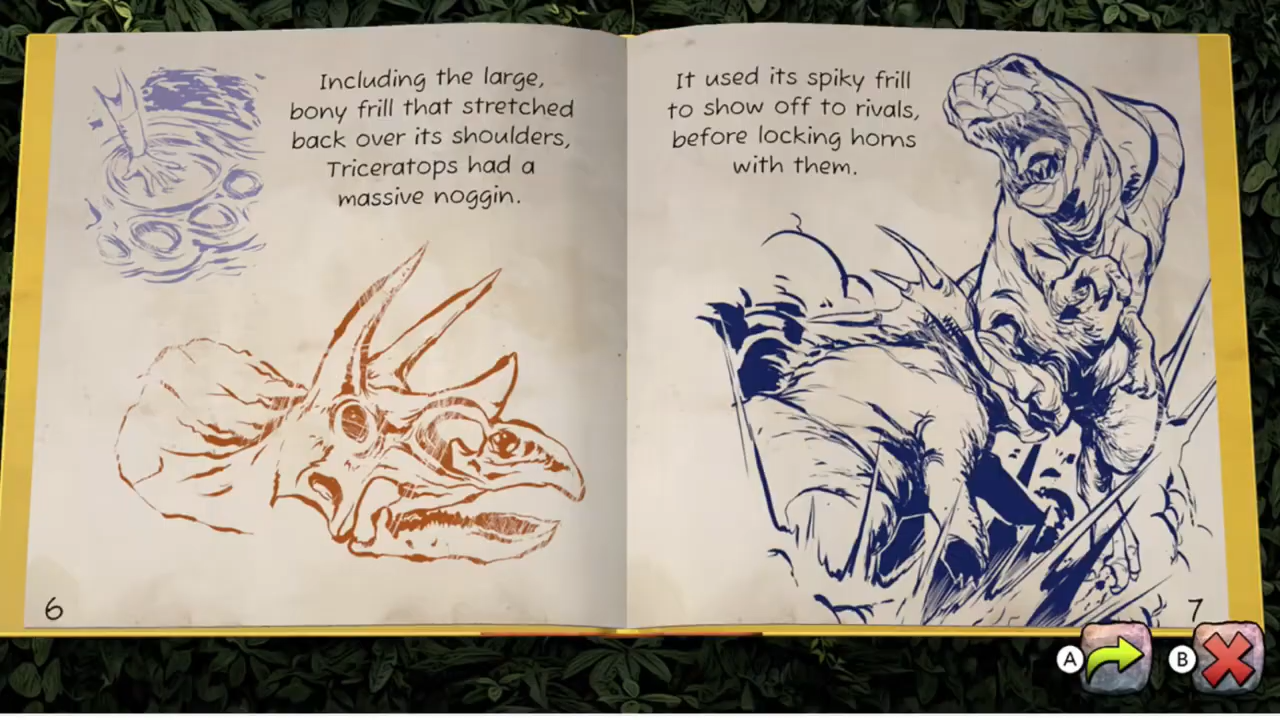 Including the large,
bony frill that stretched
back over its shoulders,
Triceratops had a
massive noggin.
It used its spiky frill
to show off to rivals,
before locking horns
with them.
6
7
A
B